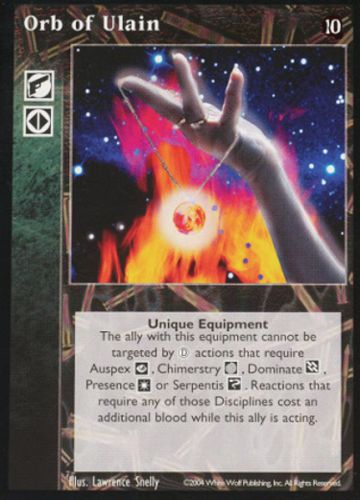 Orb of Ulain
10
Unique Equipment
The ally with this equipment cannot be
targeted by D actions that require
Auspex , Chimerstry , Dominate ,
Presence or Serpentis . Reactions that
require any of those Disciplines cost an
additional blood while this ally is acting.
Illus. Lawrence Snelly
©2004 White Wolf Publishing, Inc. All Rights Reserved.